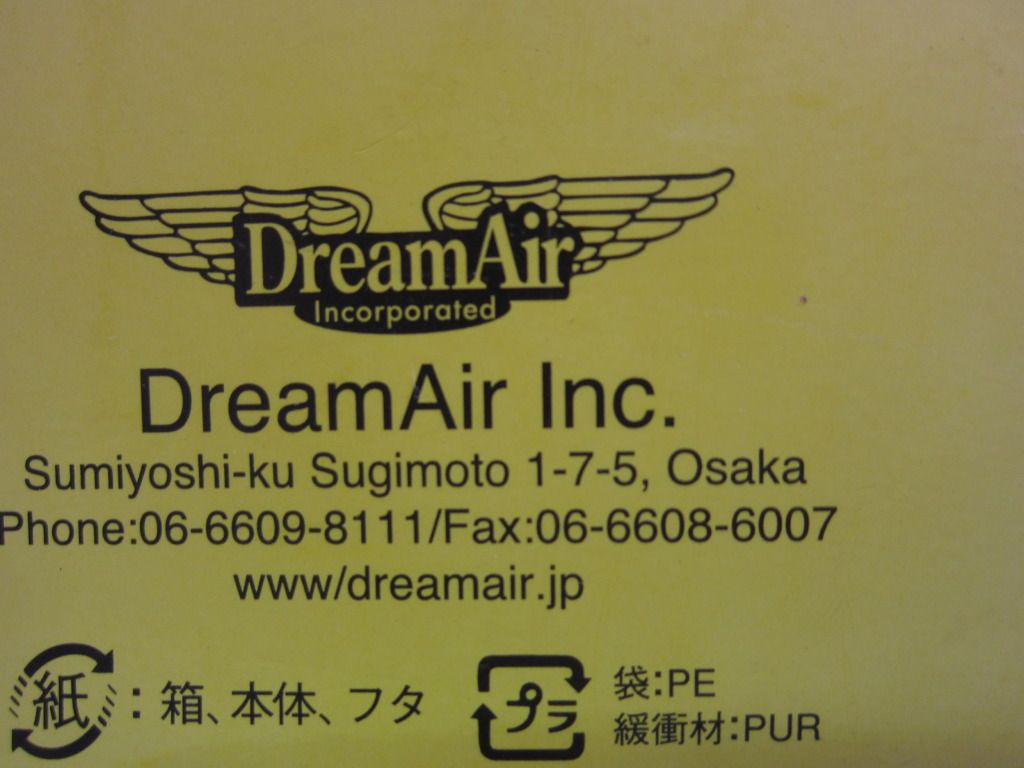 DreamAir
Incorporated
DreamAir Inc.
Sumiyoshi-ku Sugimoto 1-7-5, Osaka
Phone:06-6609-8111/Fax:06-6608-6007
www/dreamair.jp
紙:箱、本体、フタ
プラ 袋:PE
緩衝材:PUR